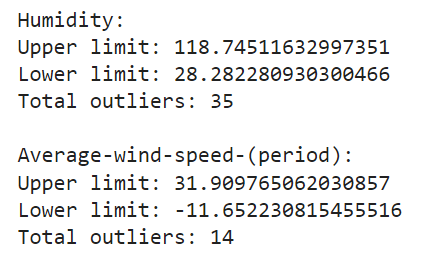 Humidity:
Upper limit: 118.74511632997351
Lower limit: 28.282280930300466
Total outliers: 35
Average-wind-speed-(period):
Upper limit: 31.909765062030857
Lower limit: -11.652230815455516
Total outliers: 14